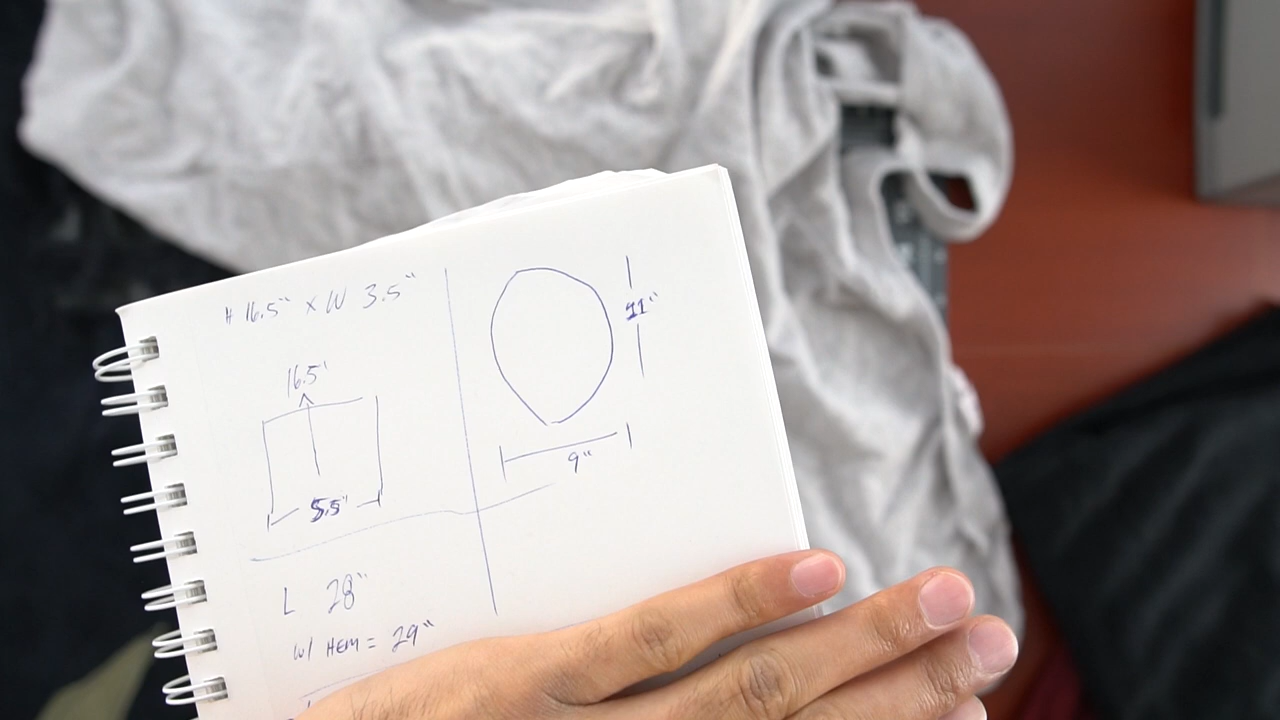 H 16.5" x W 3.5"
16.5"
5.5"
L 28"
W/ HEM = 29"
11"
9"